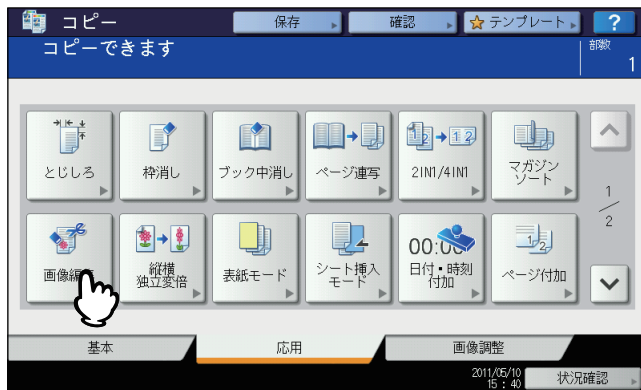 コピー
保存
確認
テンプレート
?
コピーできます
部数
1
とじしろ
枠消し
ブック中消し
ページ連写
2IN1/4IN1
マガジン
ソート
1
2
画像編
縦横
独立変倍
表紙モード
シート挿入
モード
00:00
日付・時刻
付加
ページ付加
基本
応用
画像調整
2011/05/10
15:40
状況確認